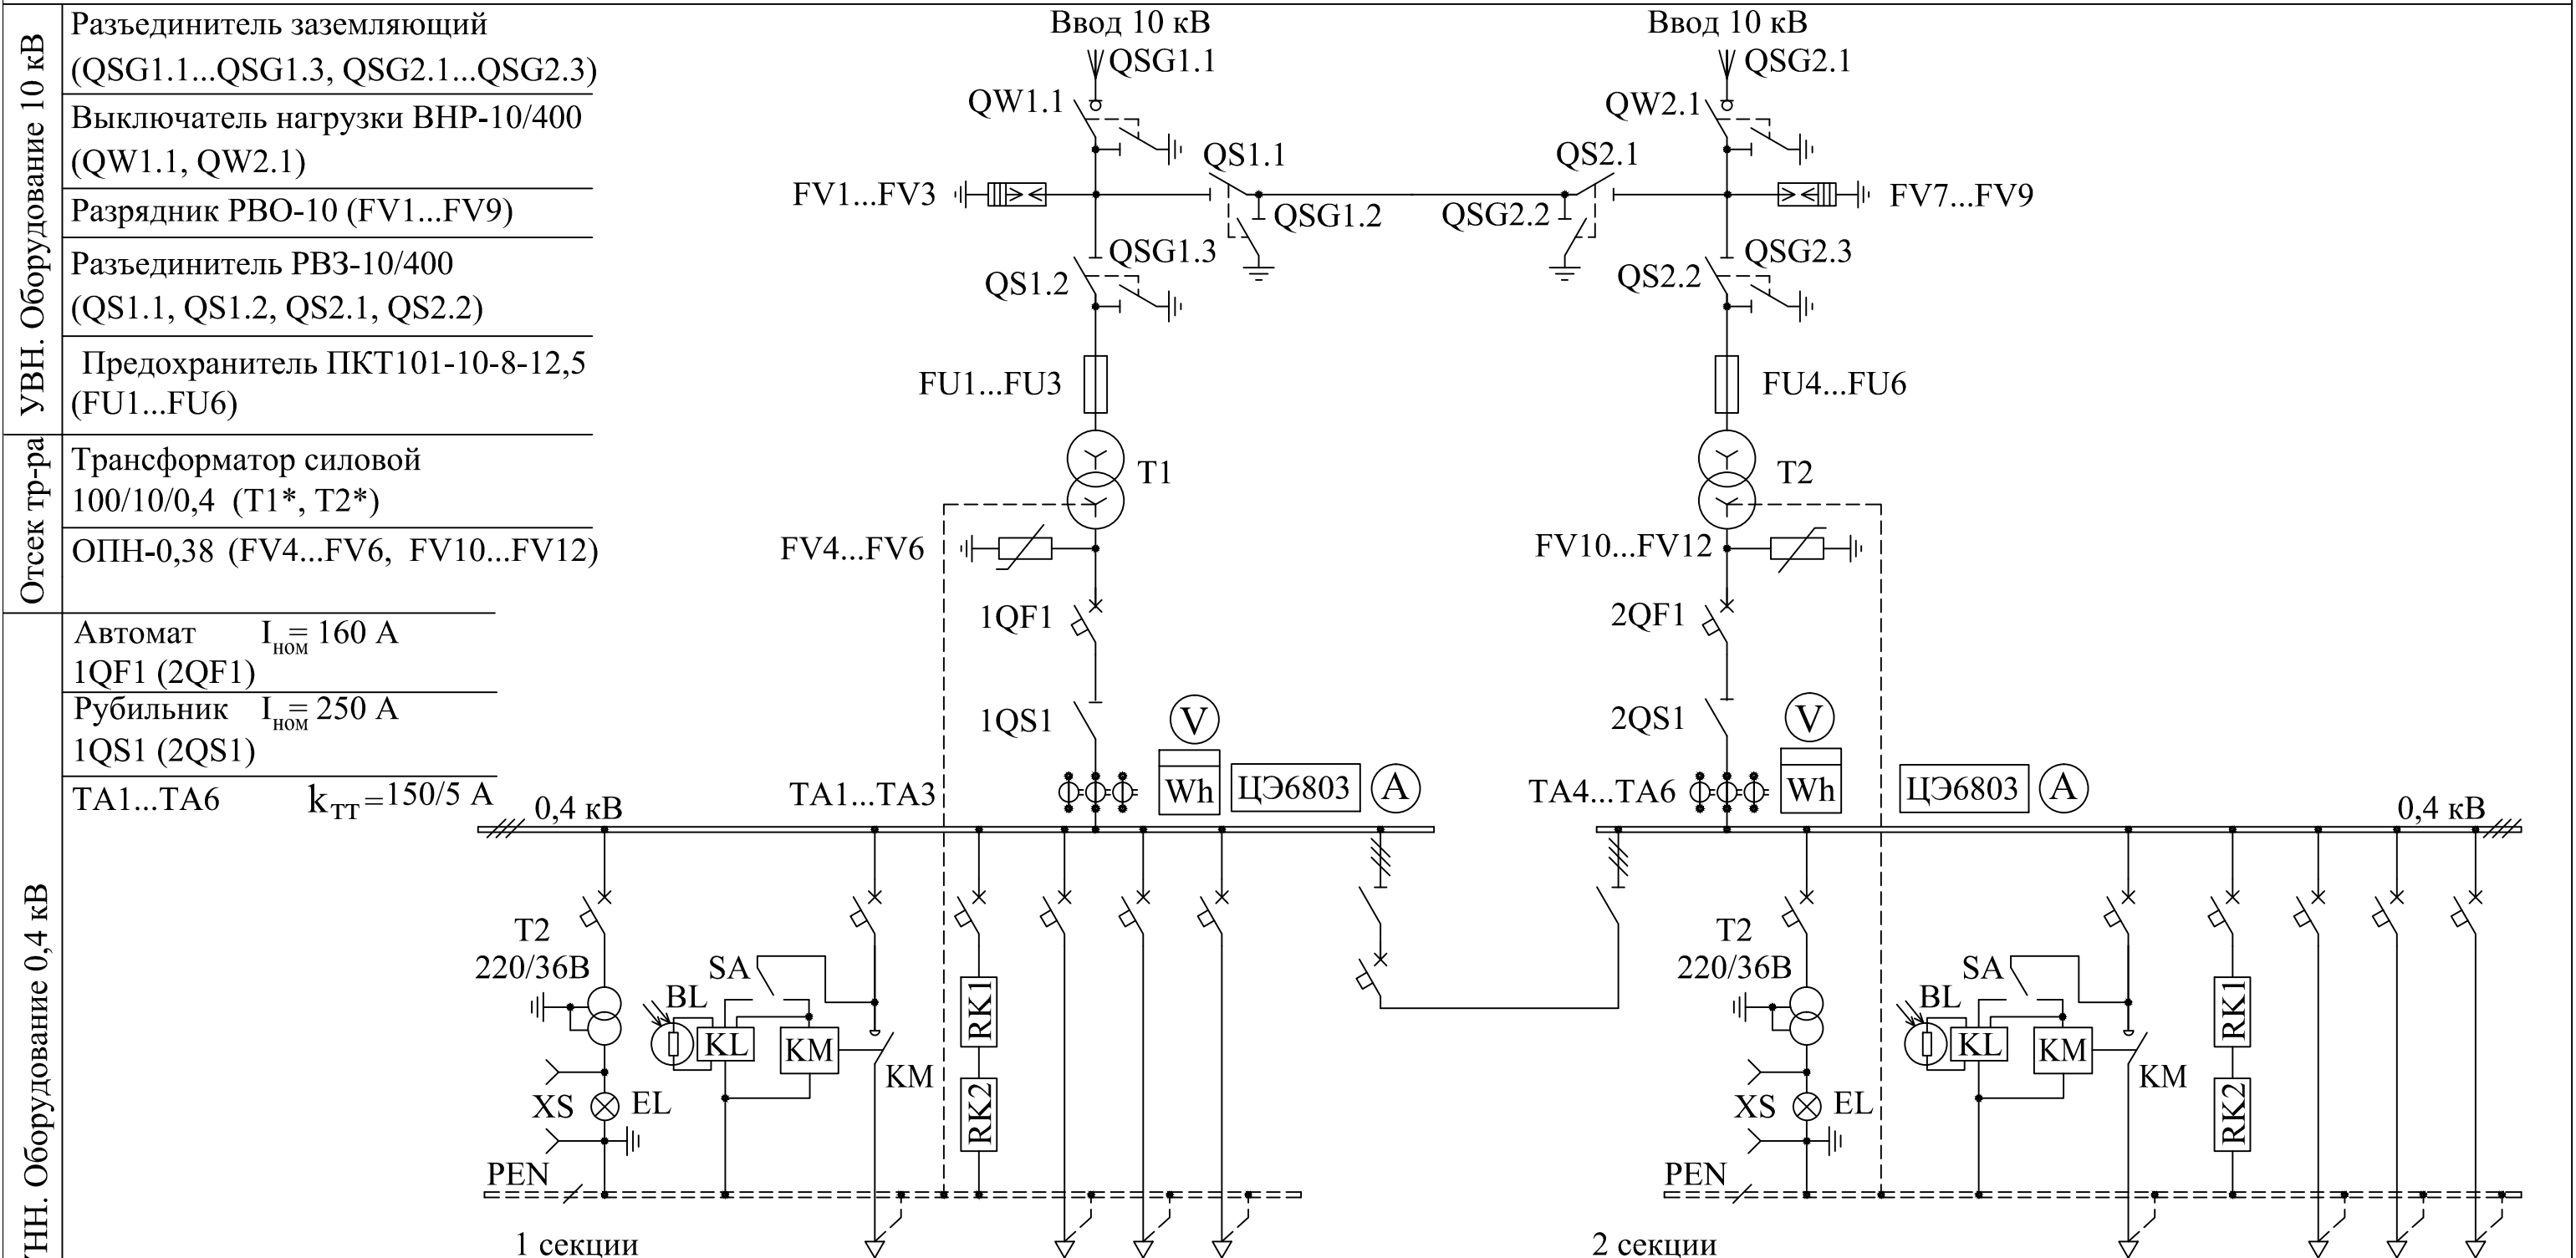 УВН. Оборудование 10 кВ
Разъединитель заземляющий
(QSG1.1...QSG1.3, QSG2.1...QSG2.3)
Выключатель нагрузки ВНР-10/400
(QW1.1, QW2.1)
Разрядник РВО-10 (FV1...FV9)
Разъединитель РВЗ-10/400
(QS1.1, QS1.2, QS2.1, QS2.2)
Предохранитель ПКТ101-10-8-12,5
(FU1...FU6)
Отсек тр-ра
Трансформатор силовой
100/10/0,4 (Т1*, Т2*)
ОПН-0,38 (FV4...FV6, FV10...FV12)
УНН. Оборудование 0,4 кВ
Автомат Iном= 160 А
1QF1 (2QF1)
Рубильник Iном= 250 А
1QS1 (2QS1)
TA1...TA6 kТТ=150/5 А
Ввод 10 кВ
QSG1.1
QW1.1
QS1.1
FV1...FV3
QSG1.2
QSG1.3
QS1.2
FU1...FU3
T1
FV4...FV6
1QF1
1QS1
V
TA1...TA3
Wh
ЦЭ6803
A
0,4 кВ
T2
220/36В
SA
BL
KL
KM
KM
RK1
RK2
XS
EL
PEN
1 секции
Ввод 10 кВ
QSG2.1
QW2.1
QS2.1
QSG2.2
FV7...FV9
QSG2.3
QS2.2
FU4...FU6
T2
FV10...FV12
2QF1
2QS1
V
TA4...TA6
Wh
ЦЭ6803
A
0,4 кВ
T2
220/36В
SA
BL
KL
KM
KM
RK1
RK2
XS
EL
PEN
2 секции